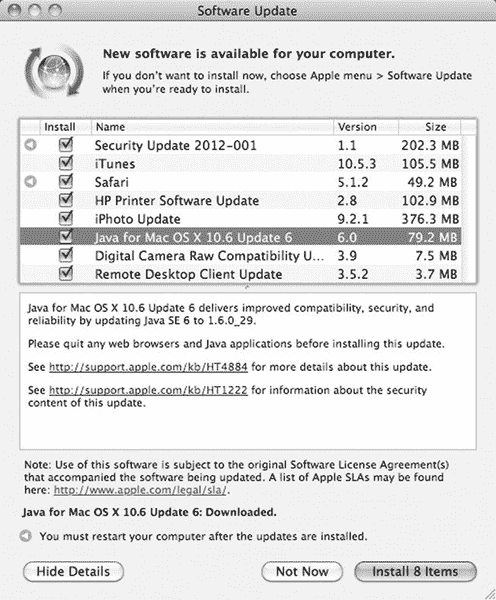 Software Update
New software is available for your computer.
If you don't want to install now, choose Apple menu > Software Update
when you're ready to install.
Install Name Version Size
Security Update 2012-001 1.1 202.3 MB
iTunes 10.5.3 105.5 MB
Safari 5.1.2 49.2 MB
HP Printer Software Update 2.8 102.9 MB
iPhoto Update 9.2.1 376.3 MB
Java for Mac OS X 10.6 Update 6 6.0 79.2 MB
Digital Camera Raw Compatibility U... 3.9 7.5 MB
Remote Desktop Client Update 3.5.2 3.7 MB
Java for Mac OS X 10.6 Update 6 delivers improved compatibility, security, and
reliability by updating Java SE 6 to 1.6.0_29.
Please quit any web browsers and Java applications before installing this update.
See http://support.apple.com/kb/HT4884 for more details about this update.
See http://support.apple.com/kb/HT1222 for information about the security
content of this update.
Note: Use of this software is subject to the original Software License Agreement(s)
that accompanied the software being updated. A list of Apple SLAs may be found
here: http://www.apple.com/legal/sla/.
Java for Mac OS X 10.6 Update 6: Downloaded.
You must restart your computer after the updates are installed.
Hide Details Not Now Install 8 Items